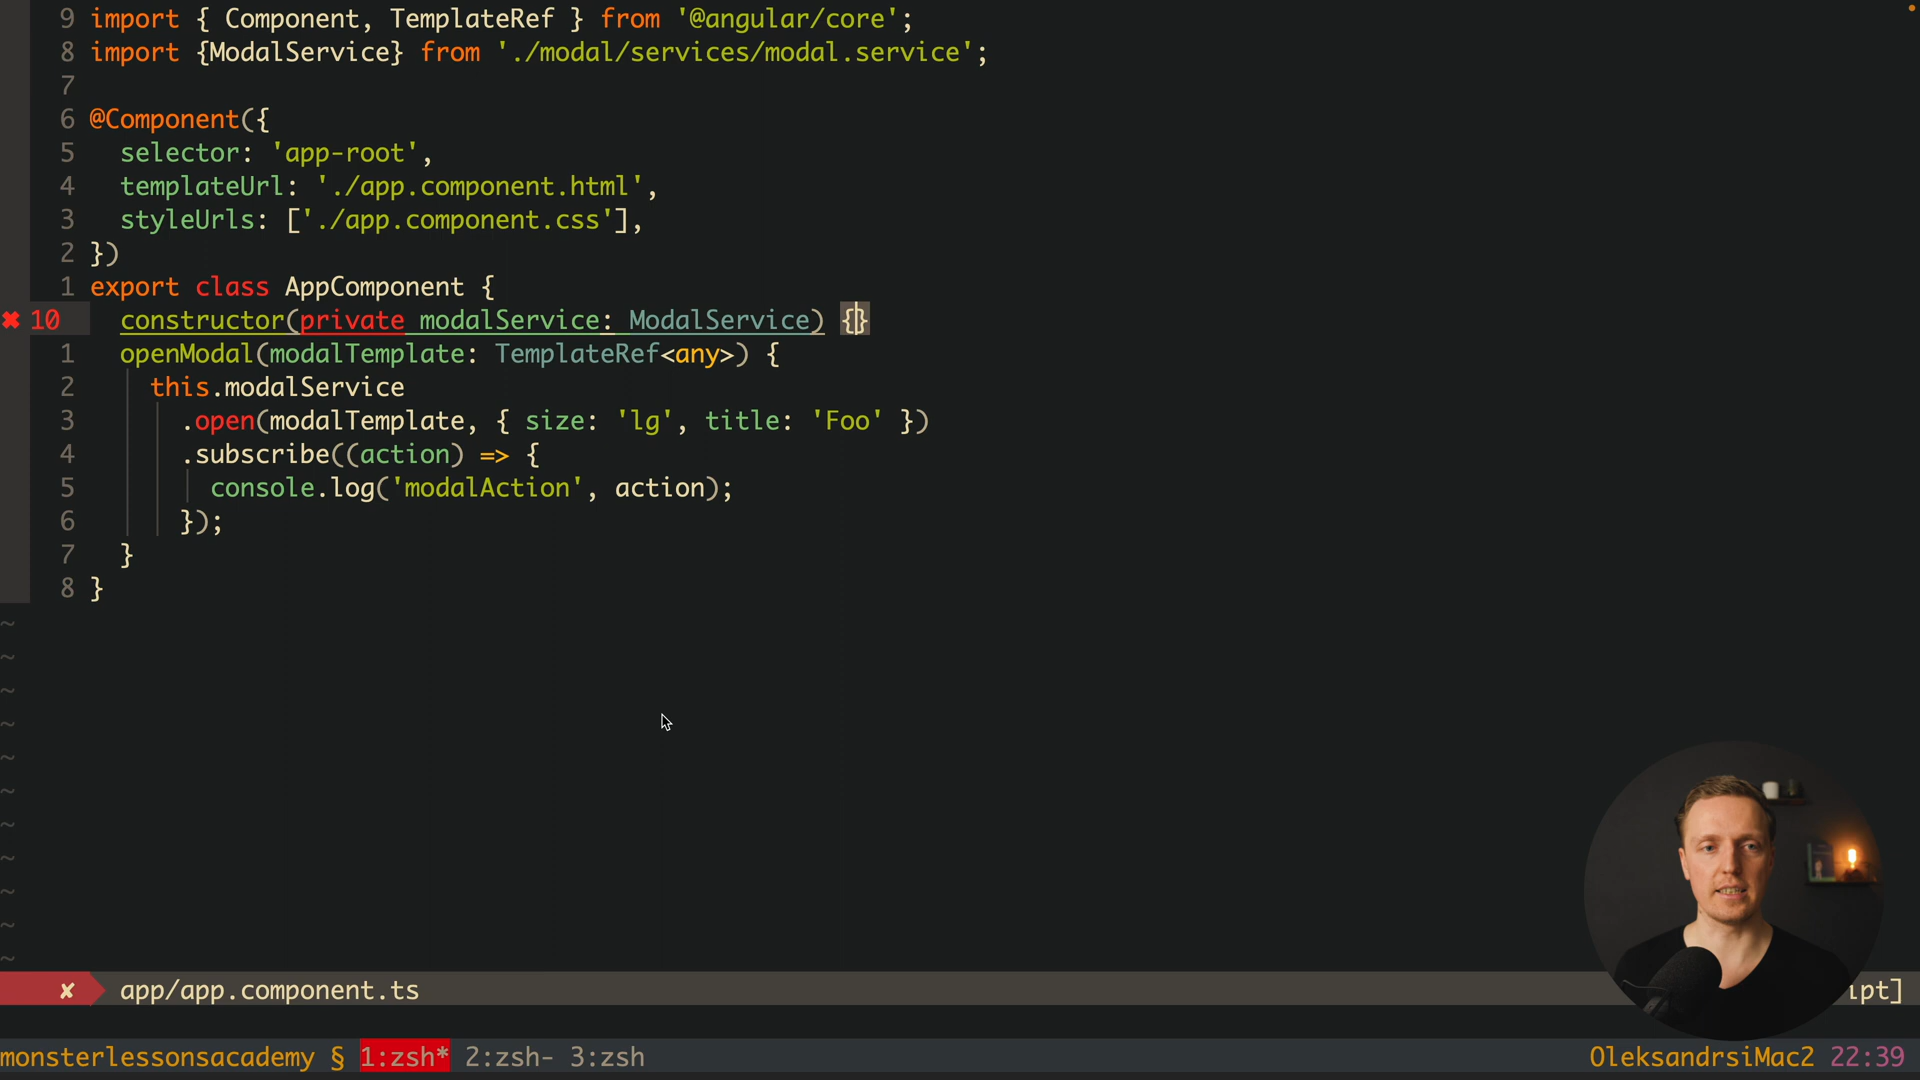 9 import { Component, TemplateRef } from '@angular/core';
8 import {ModalService} from './modal/services/modal.service';
7
6 @Component({
5   selector: 'app-root',
4   templateUrl: './app.component.html',
3   styleUrls: ['./app.component.css'],
2 })
1 export class AppComponent {
✖ 10   constructor(private modalService: ModalService) {}
1   openModal(modalTemplate: TemplateRef<any>) {
2     this.modalService
3       .open(modalTemplate, { size: 'lg', title: 'Foo' })
4       .subscribe((action) => {
5         console.log('modalAction', action);
6       });
7   }
8 }
~
~
~
~
~
~
~
~
~
~
~
✘ app/app.component.ts ipt]
monsterlessonsacademy § 1:zsh* 2:zsh- 3:zsh OleksandrsiMac2 22:39